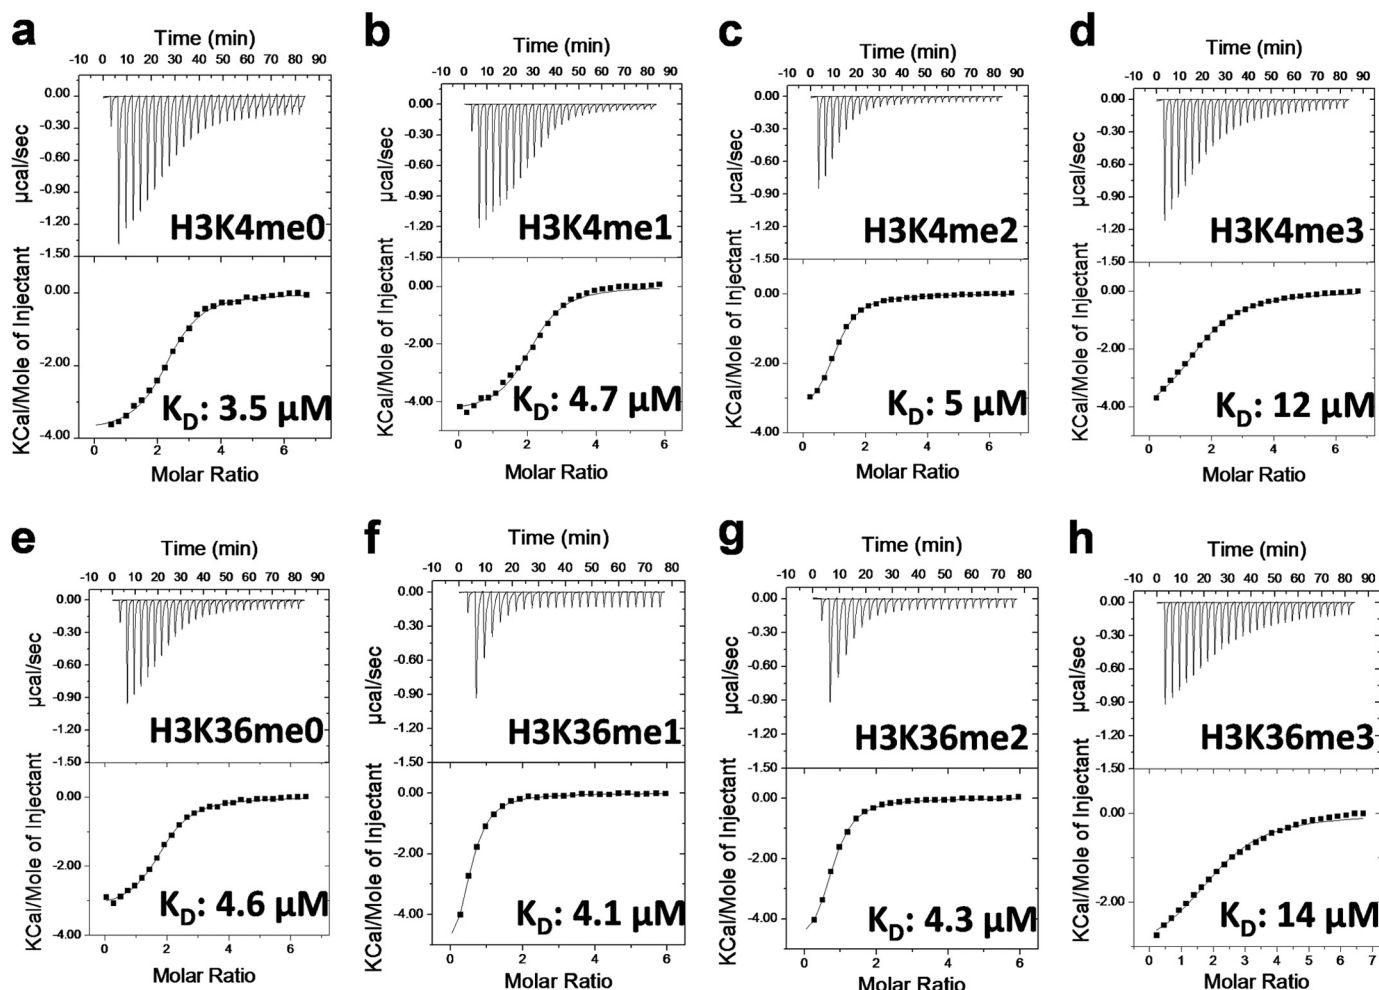 a
Time (min)
-10 0 10 20 30 40 50 60 70 80 90
0.00
-0.30
-0.60
-0.90
-1.20
-1.50
µcal/sec
H3K4me0
0.00
-2.00
-4.00
KCal/Mole of Injectant
K_D: 3.5 µM
0 2 4 6
Molar Ratio
b
Time (min)
-10 0 10 20 30 40 50 60 70 80 90
0.00
-0.30
-0.60
-0.90
-1.20
-1.50
µcal/sec
H3K4me1
0.00
-2.00
-4.00
KCal/Mole of Injectant
K_D: 4.7 µM
0 2 4 6
Molar Ratio
c
Time (min)
-10 0 10 20 30 40 50 60 70 80 90
0.00
-0.30
-0.60
-0.90
-1.20
-1.50
µcal/sec
H3K4me2
0.00
-2.00
-4.00
KCal/Mole of Injectant
K_D: 5 µM
0 2 4 6
Molar Ratio
d
Time (min)
-10 0 10 20 30 40 50 60 70 80 90
0.00
-0.30
-0.60
-0.90
-1.20
-1.50
µcal/sec
H3K4me3
0.00
-2.00
-4.00
KCal/Mole of Injectant
K_D: 12 µM
0 2 4 6
Molar Ratio
e
Time (min)
-10 0 10 20 30 40 50 60 70 80 90
0.00
-0.30
-0.60
-0.90
-1.20
-1.50
µcal/sec
H3K36me0
0.00
-2.00
-4.00
KCal/Mole of Injectant
K_D: 4.6 µM
0 2 4 6
Molar Ratio
f
Time (min)
-10 0 10 20 30 40 50 60 70 80
0.00
-0.30
-0.60
-0.90
-1.20
-1.50
µcal/sec
H3K36me1
0.00
-2.00
-4.00
KCal/Mole of Injectant
K_D: 4.1 µM
0 2 4 6
Molar Ratio
g
Time (min)
-10 0 10 20 30 40 50 60 70 80
0.00
-0.30
-0.60
-0.90
-1.20
-1.50
µcal/sec
H3K36me2
0.00
-2.00
-4.00
KCal/Mole of Injectant
K_D: 4.3 µM
0 2 4 6
Molar Ratio
h
Time (min)
-10 0 10 20 30 40 50 60 70 80 90
0.00
-0.30
-0.60
-0.90
-1.20
-1.50
µcal/sec
H3K36me3
0.00
-2.00
KCal/Mole of Injectant
K_D: 14 µM
0 1 2 3 4 5 6 7
Molar Ratio